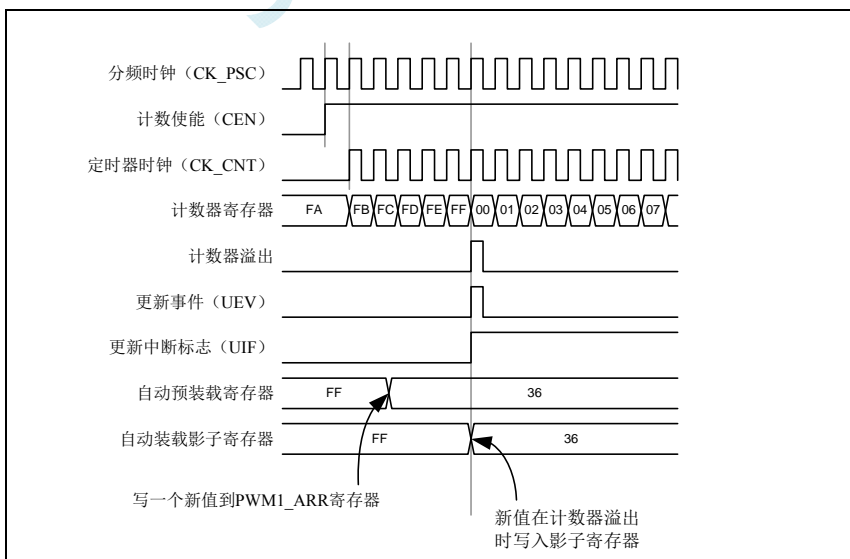 分频时钟（CK_PSC）
计数使能（CEN）
定时器时钟（CK_CNT）
计数器寄存器 FA FB FC FD FE FF 00 01 02 03 04 05 06 07
计数器溢出
更新事件（UEV）
更新中断标志（UIF）
自动预装载寄存器 FF 36
自动装载影子寄存器 FF 36
写一个新值到PWM1_ARR寄存器
新值在计数器溢出
时写入影子寄存器